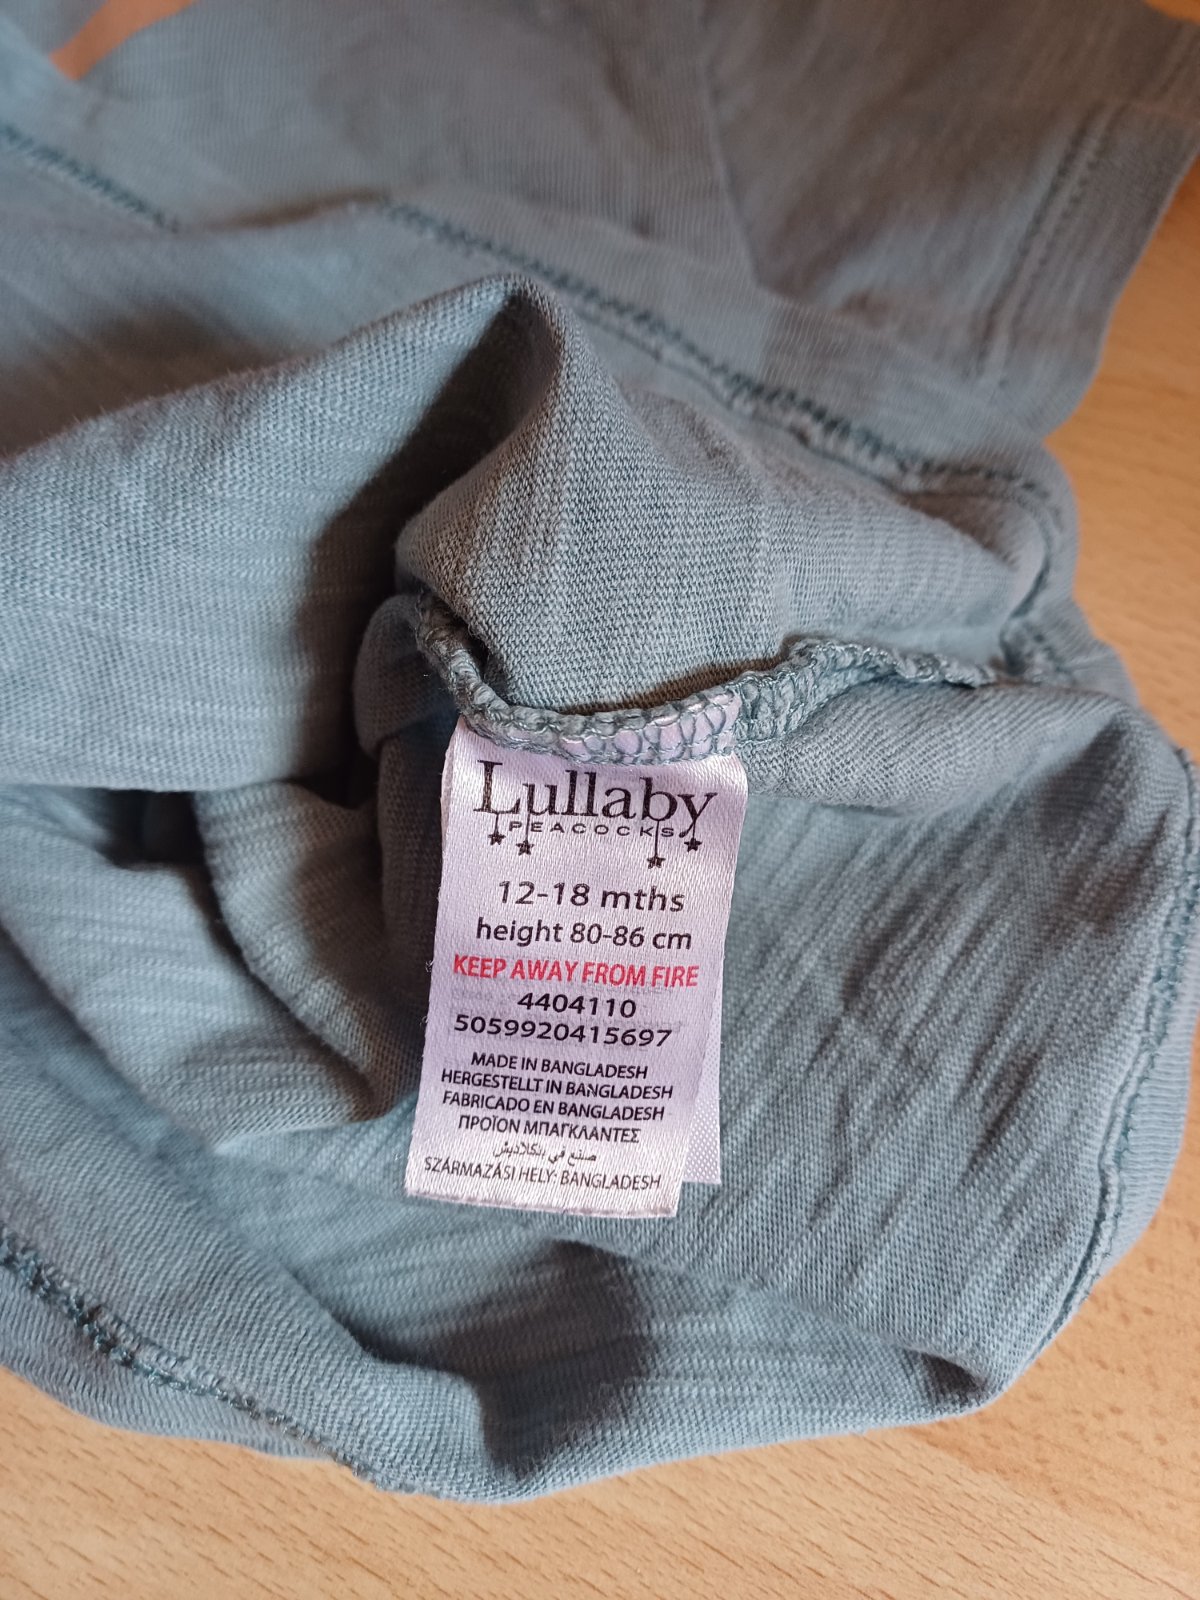 Lullaby
PEACOCKS
12-18 mths
height 80-86 cm
KEEP AWAY FROM FIRE
4404110
5059920415697
MADE IN BANGLADESH
HERGESTELLT IN BANGLADESH
FABRICADO EN BANGLADESH
ΠΡΟΪΟΝ ΜΠΑΓΚΛΑΝΤΕΣ
صنع في
SZÁRMAZÁSI HELY: BANGLADESH